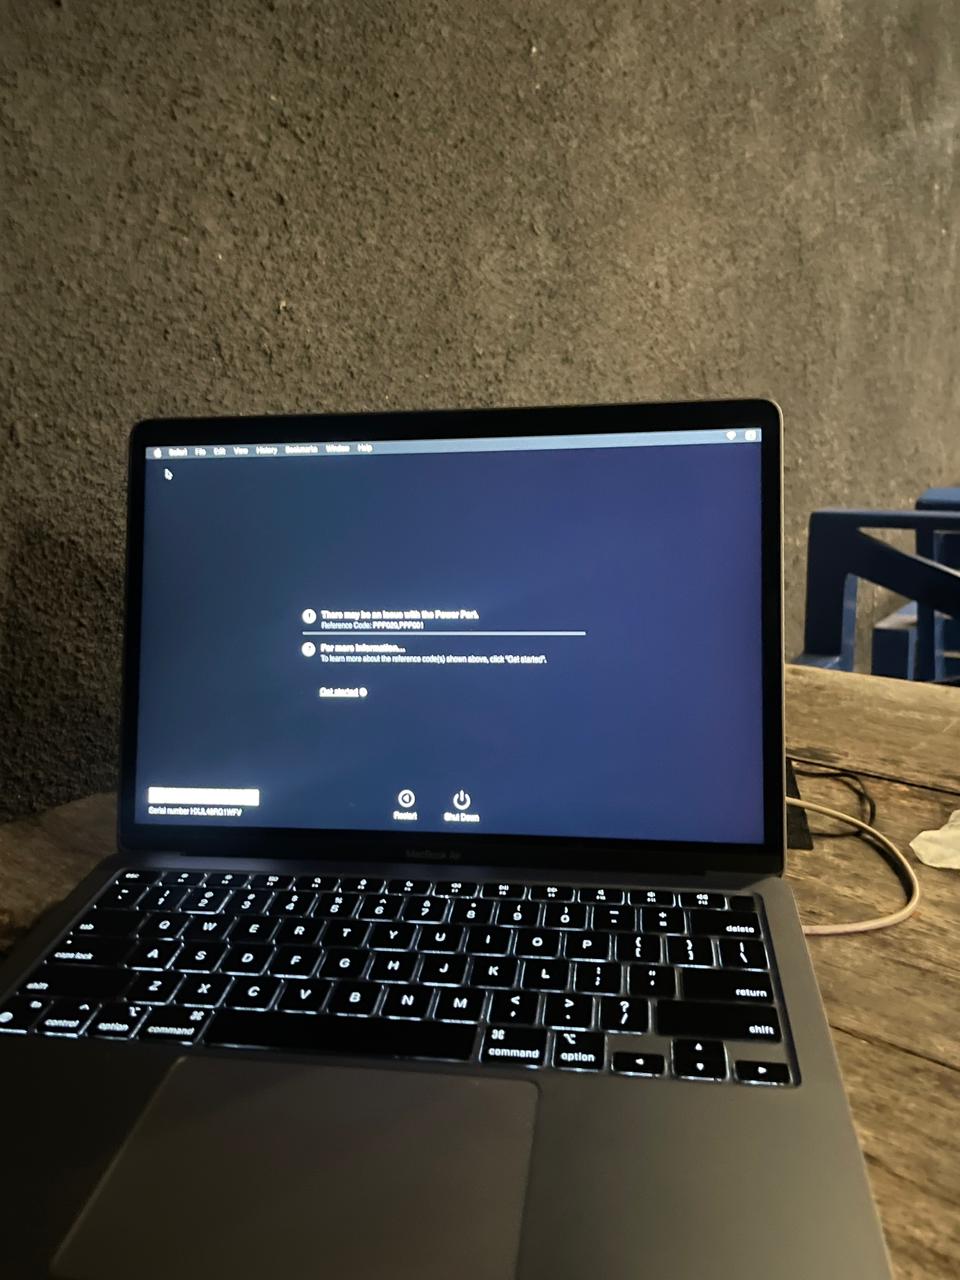 Safari File Edit View History Bookmarks Window Help
There may be an issue with the Power Port.
Reference Code: PPP020,PPP001
For more information...
To learn more about the reference code(s) shown above, click "Get started".
Get started
Serial number
Restart Shut Down
MacBook Air
esc
1 2 3 4 5 6 7 8 9 0 delete
tab Q W E R T Y U I O P { [ } ] | \
caps lock A S D F G H J K L : ; " ' return
shift Z X C V B N M < , > . ? / shift
control option command command option